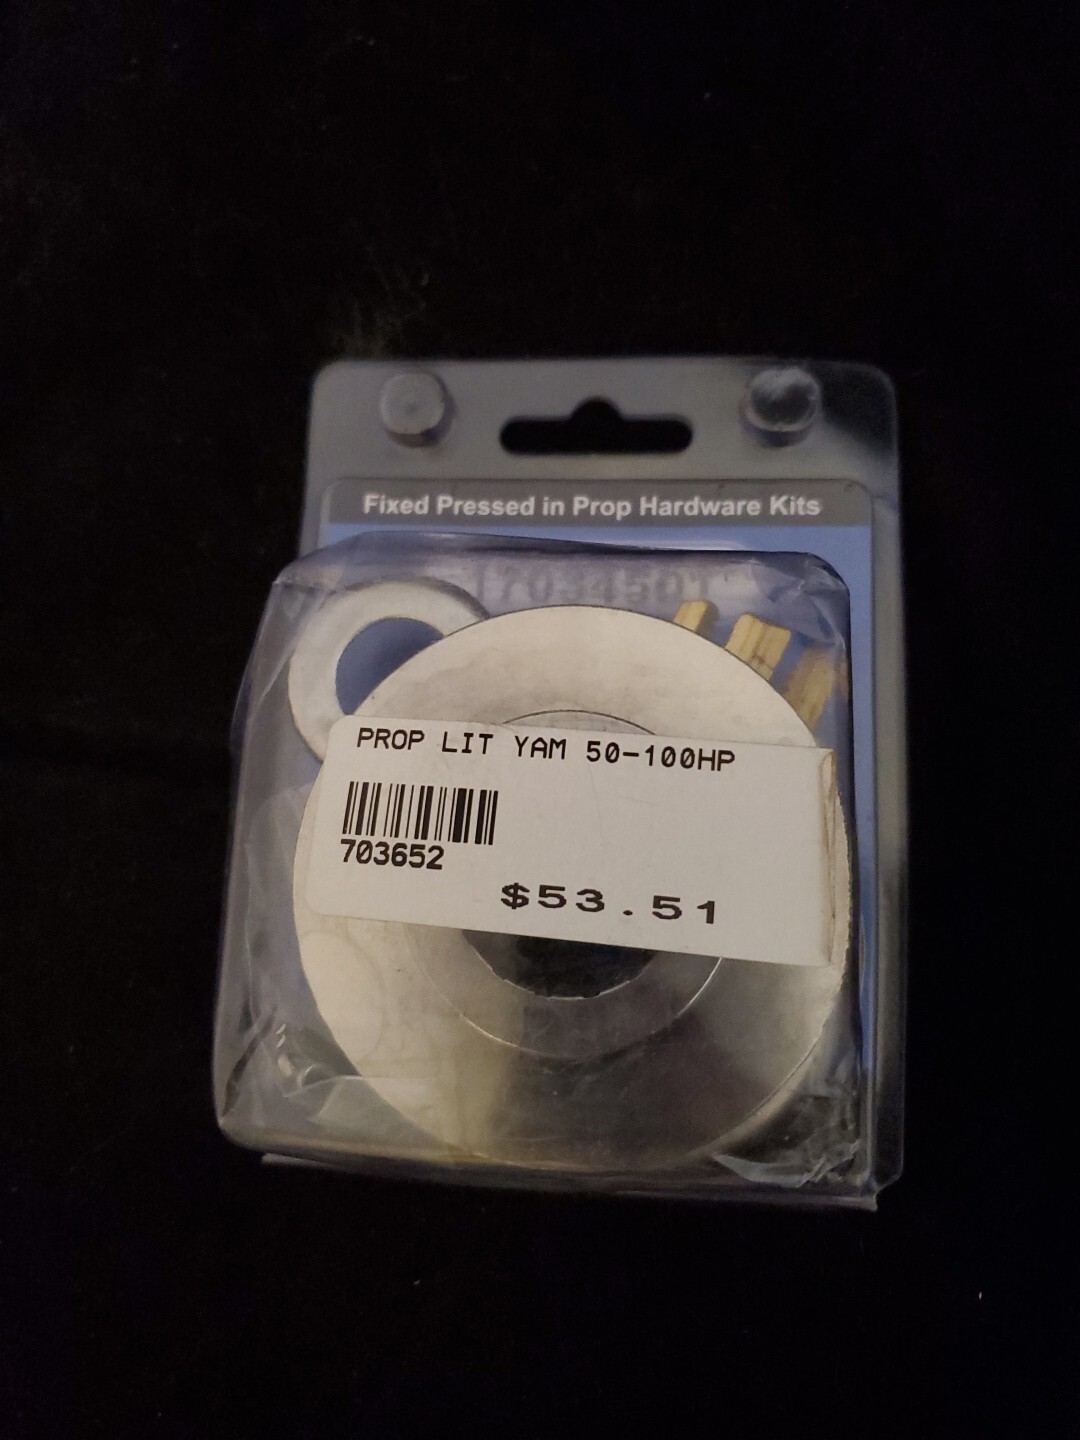 Fixed Pressed in Prop Hardware Kits
PROP LIT YAM 50-100HP
703652
$53.51